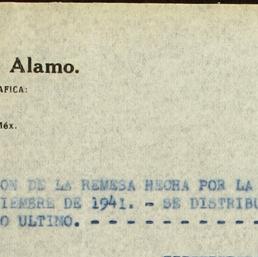 Alamo.
AFICA:
Méx.
ON DE LA REMESA HECHA POR LA
IEMBRE DE 1941. - SE DISTRIBU
O ULTIMO. - - - - - - - - - - -